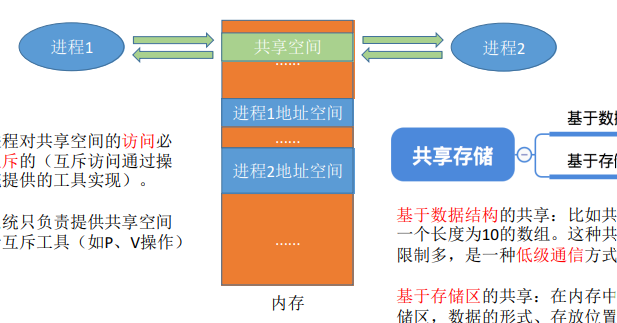 进程1
共享空间
进程2
......
进程1地址空间
......
进程2地址空间
......
内存
程对共享空间的访问必
斥的（互斥访问通过操
提供的工具实现）。
统只负责提供共享空间
互斥工具（如P、V操作）
共享存储
基于数据
基于存储
基于数据结构的共享：比如共
一个长度为10的数组。这种共
限制多，是一种低级通信方式
基于存储区的共享：在内存中
储区，数据的形式、存放位置